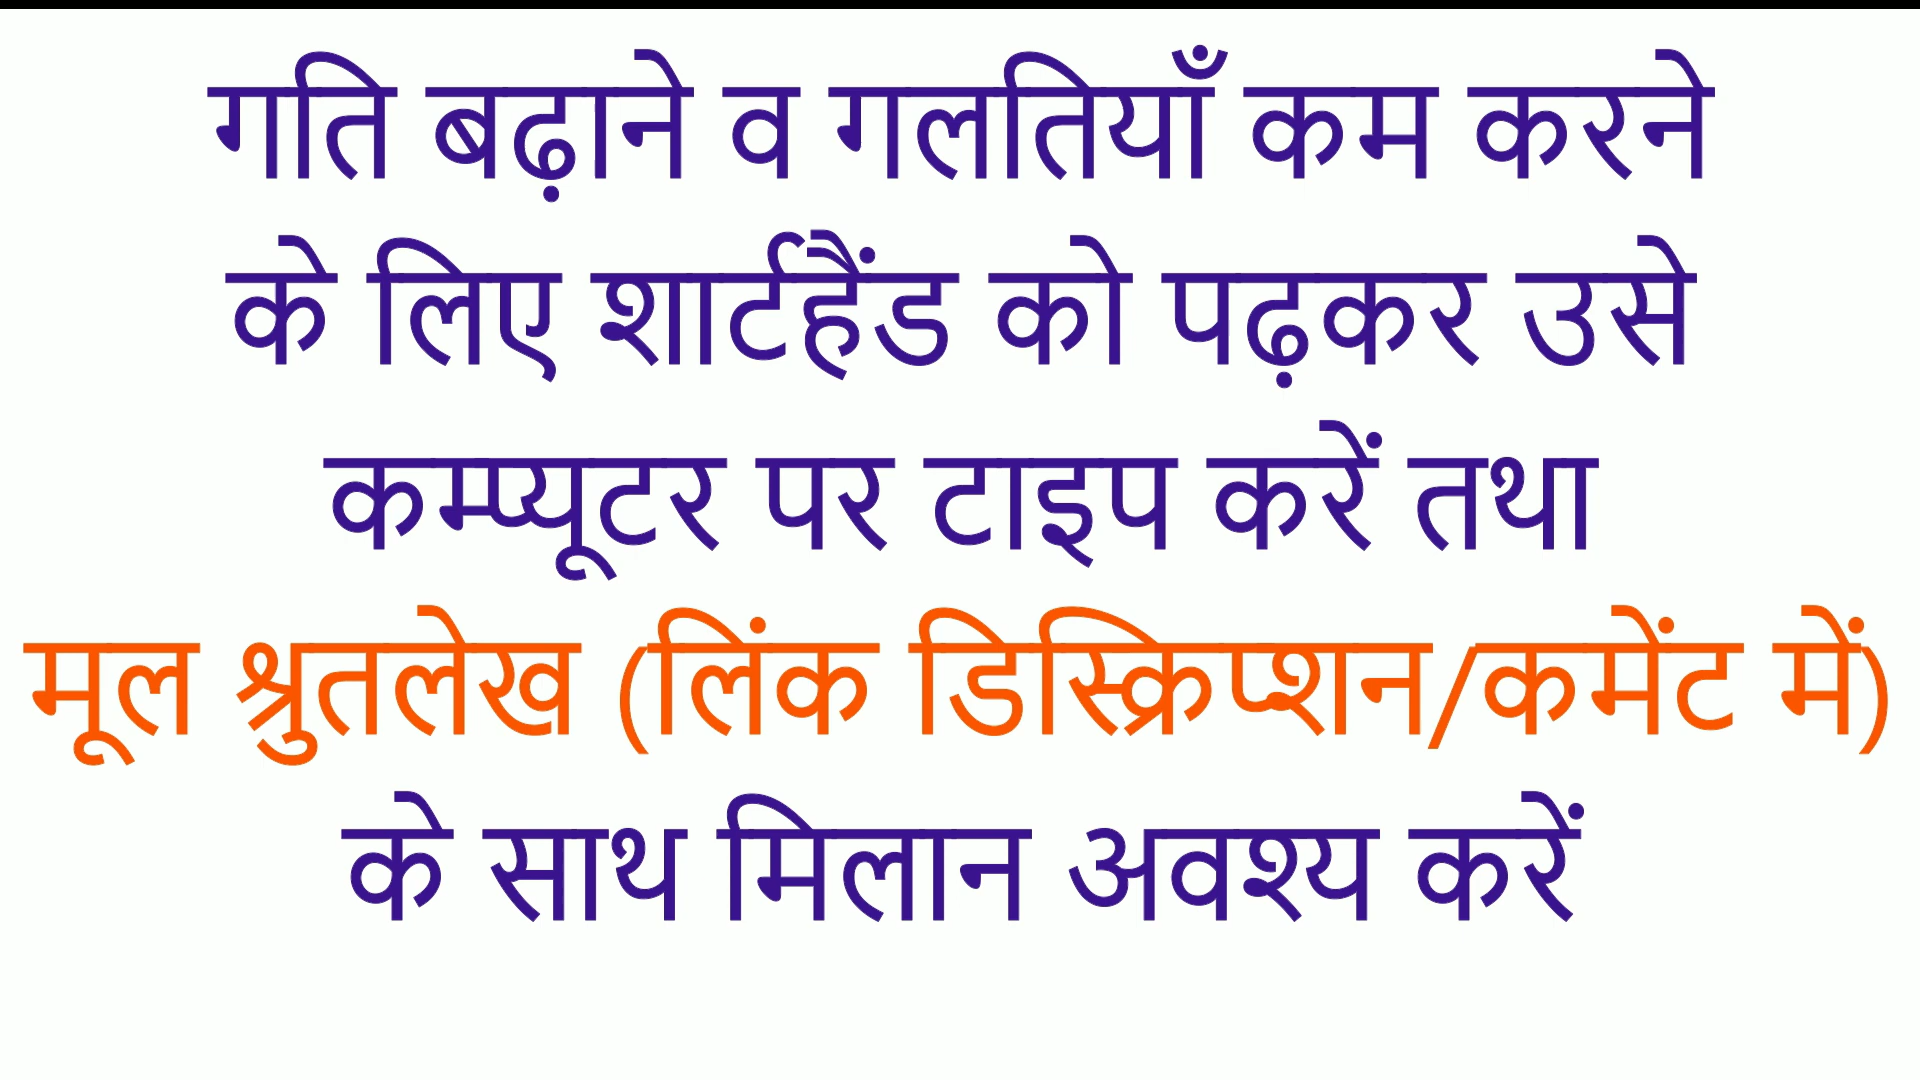 गति बढ़ाने व गलतियाँ कम करने
के लिए शार्टहैंड को पढ़कर उसे
कम्प्यूटर पर टाइप करें तथा
मूल श्रुतलेख (लिंक डिस्क्रिप्शन/कमेंट में)
के साथ मिलान अवश्य करें